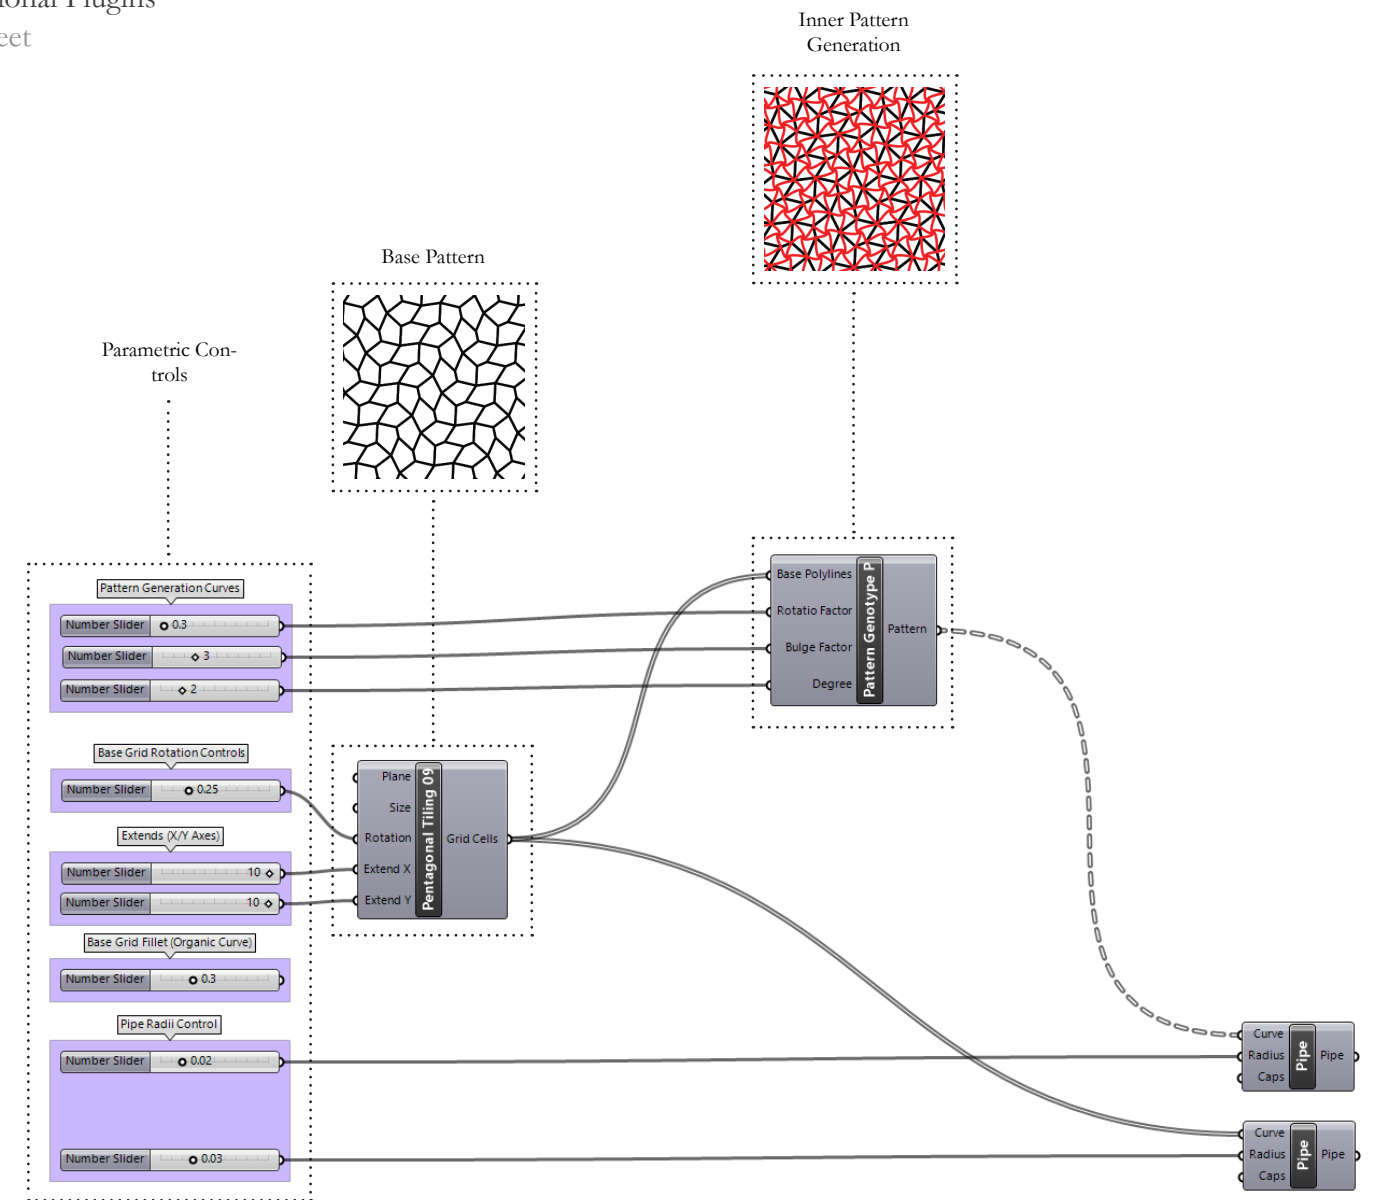 Plugins
eet
Inner Pattern
Generation
Base Pattern
Parametric Con-
trols
Pattern Generation Curves
Number Slider 0.3
Number Slider 3
Number Slider 2
Base Polylines
Rotatio Factor
Bulge Factor
Degree
Pattern Genotype P
Pattern
Base Grid Rotation Controls
Number Slider 0.25
Extends (X/Y Axes)
Number Slider 10
Number Slider 10
Plane
Size
Rotation
Extend X
Extend Y
Pentagonal Tiling 09
Grid Cells
Base Grid Fillet (Organic Curve)
Number Slider 0.3
Pipe Radii Control
Number Slider 0.02
Number Slider 0.03
Curve
Radius
Caps
Pipe
Pipe
Curve
Radius
Caps
Pipe
Pipe